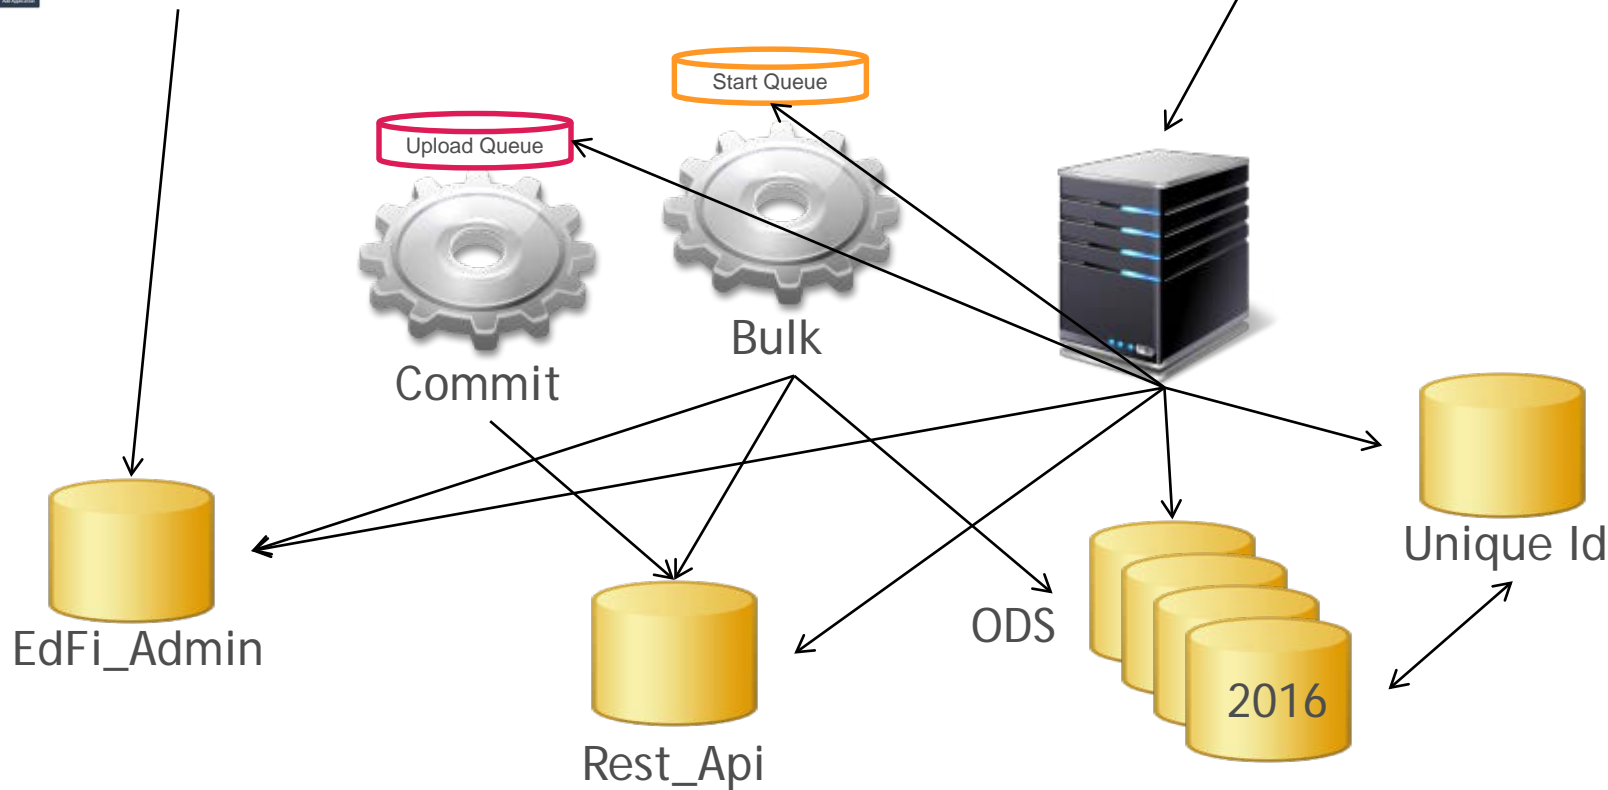 Start Queue
Upload Queue
Bulk
Commit
Unique Id
ODS
EdFi_Admin
2016
Rest_Api